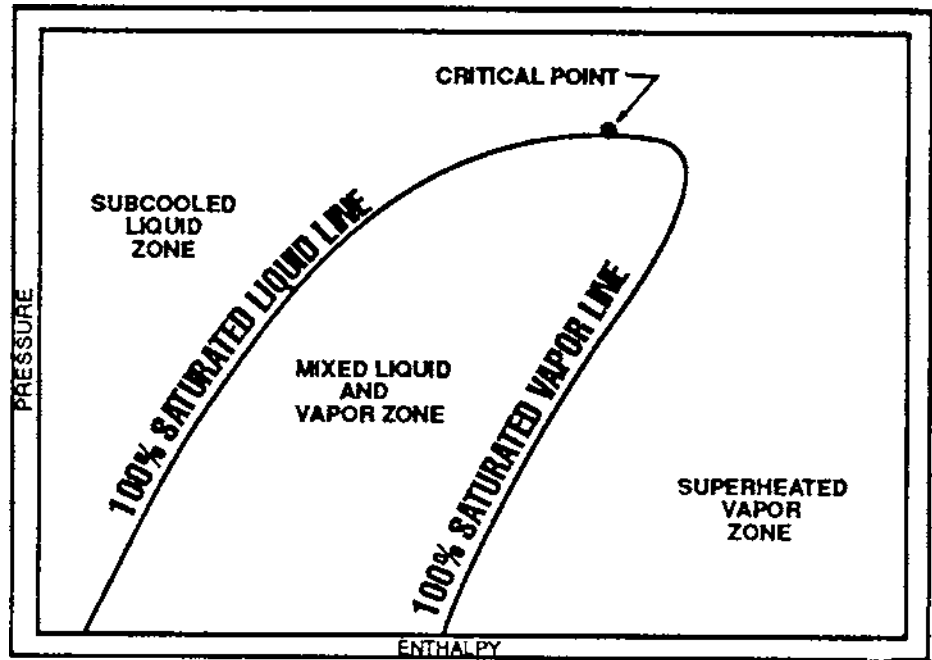 CRITICAL POINT
SUBCOOLED
LIQUID
ZONE
100% SATURATED LIQUID LINE
100% SATURATED VAPOR LINE
MIXED LIQUID
AND
VAPOR ZONE
SUPERHEATED
VAPOR
ZONE
PRESSURE
ENTHALPY